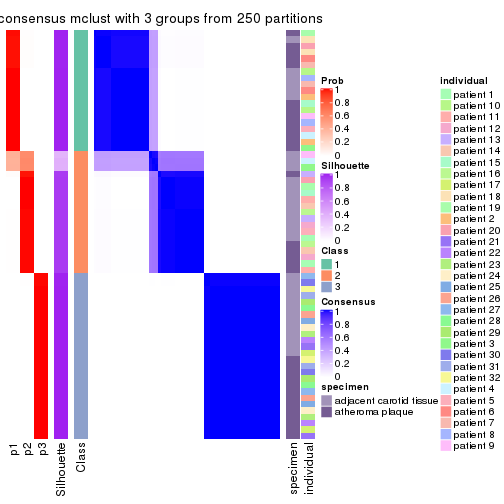 consensus mclust with 3 groups from 250 partitions
Prob
1
0.8
0.6
0.4
0.2
0
Silhouette
1
0.8
0.6
0.4
0.2
0
Class
1
2
3
Consensus
1
0.8
0.6
0.4
0.2
0
specimen
adjacent carotid tissue
atheroma plaque
individual
patient 1
patient 10
patient 11
patient 12
patient 13
patient 14
patient 15
patient 16
patient 17
patient 18
patient 19
patient 2
patient 20
patient 21
patient 22
patient 23
patient 24
patient 25
patient 26
patient 27
patient 28
patient 29
patient 3
patient 30
patient 31
patient 32
patient 4
patient 5
patient 6
patient 7
patient 8
patient 9
p1
p2
p3
Silhouette
Class
specimen
individual